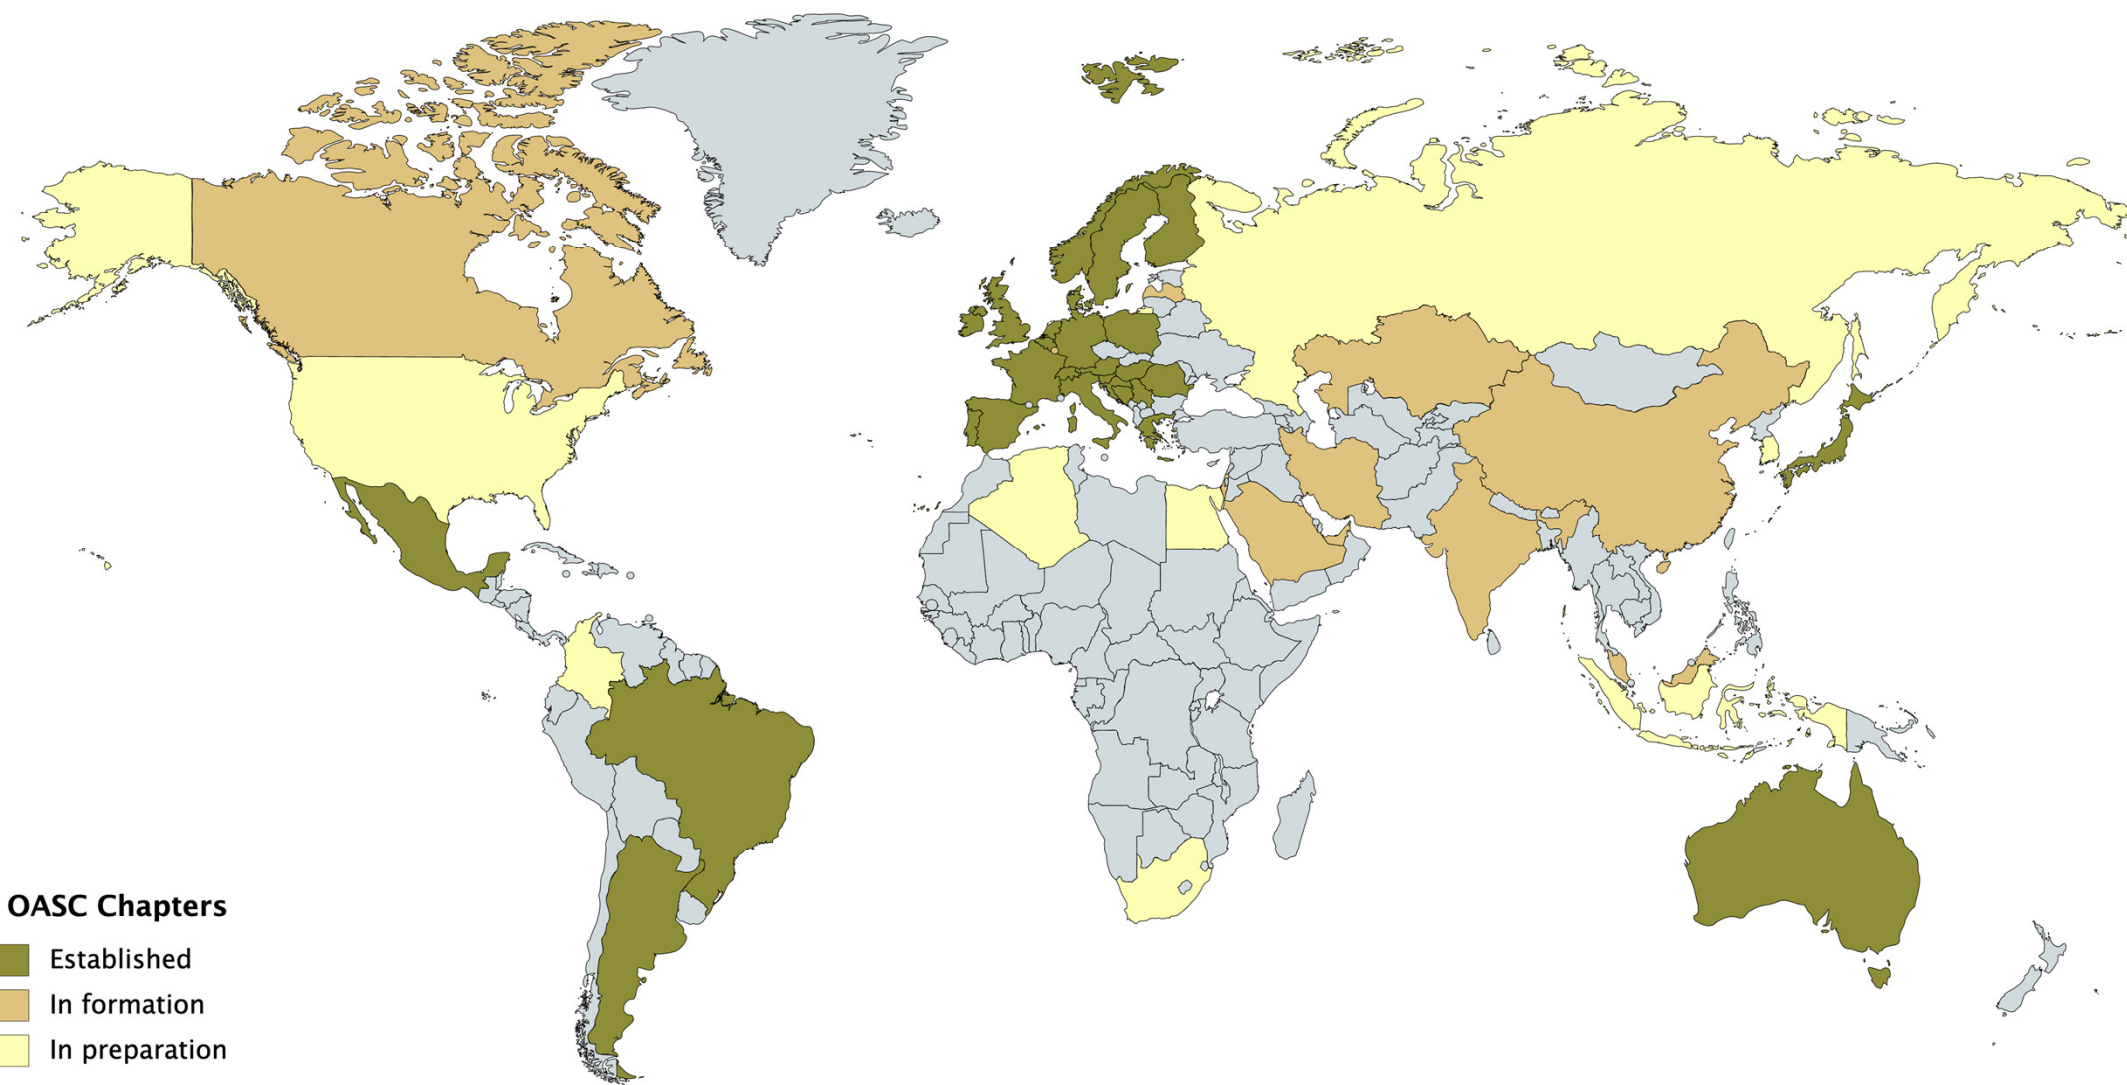 OASC Chapters
Established
In formation
In preparation